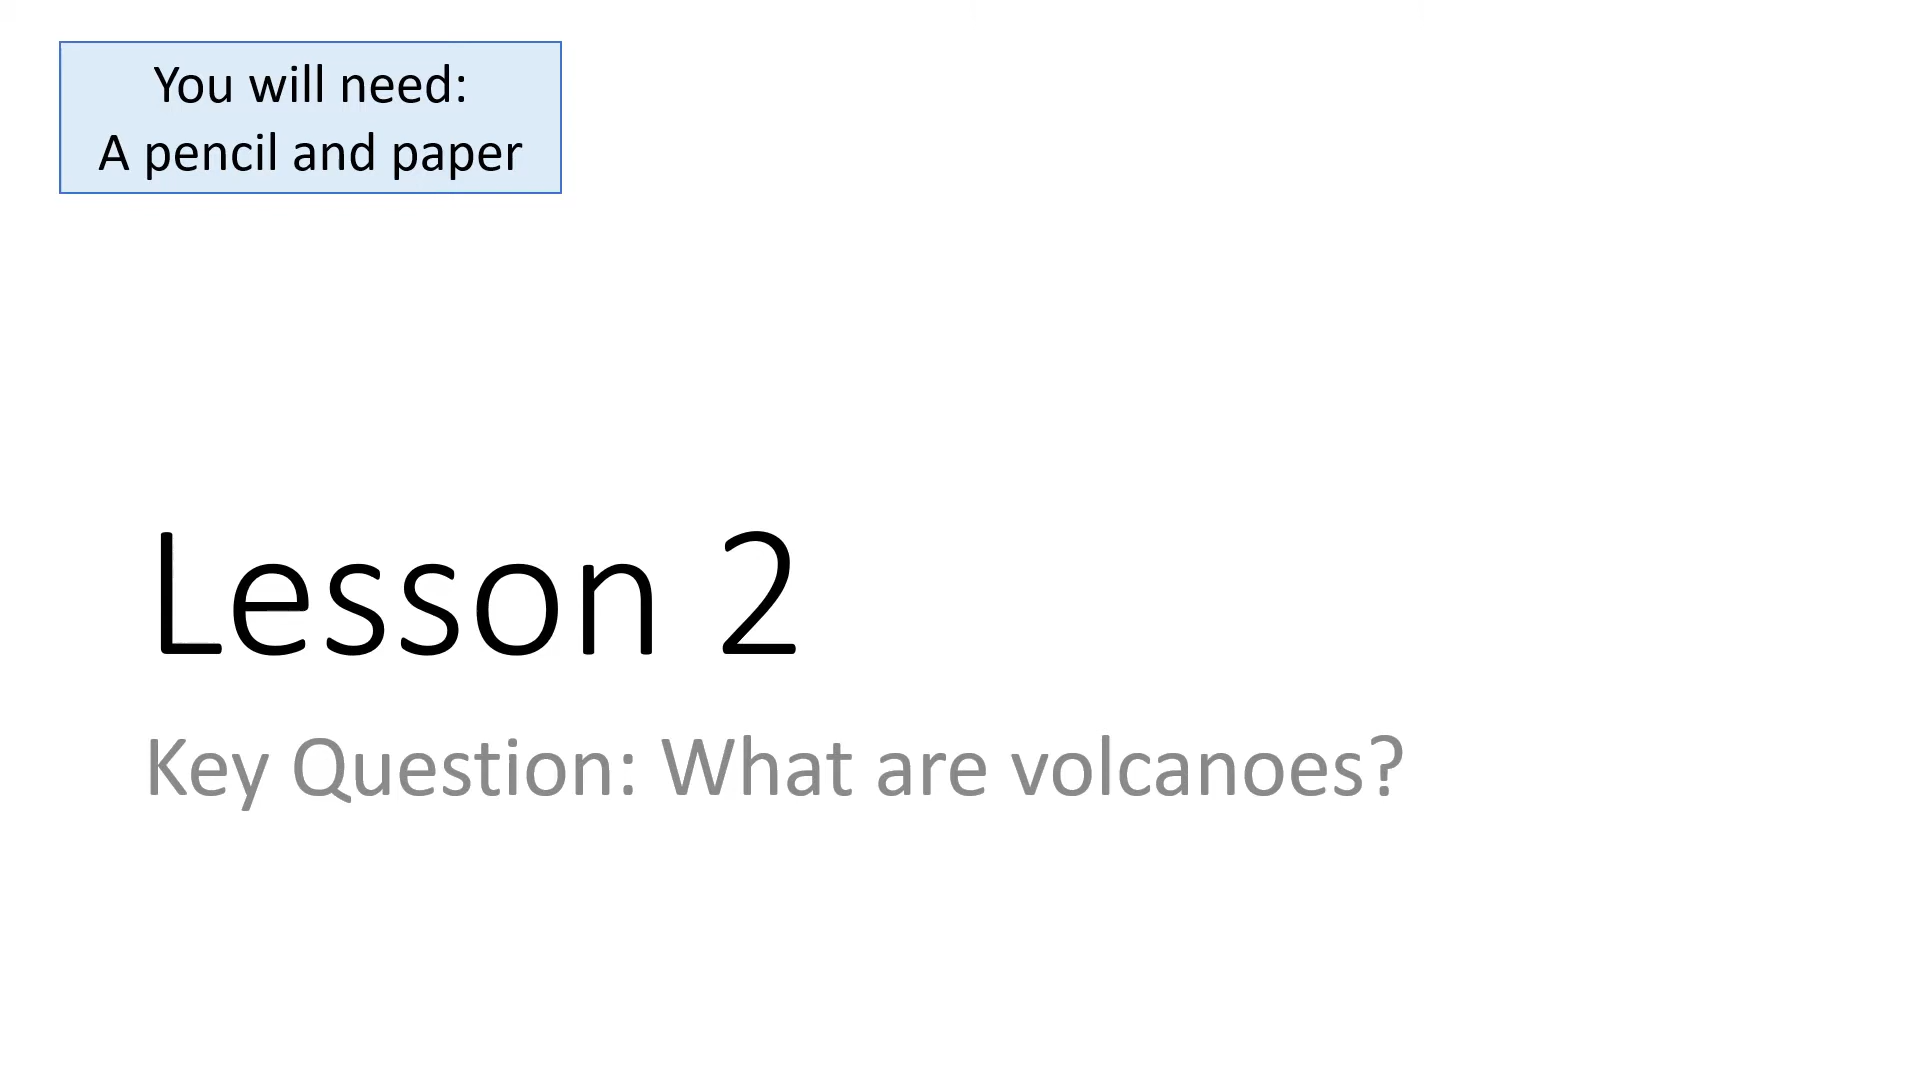 You will need:
A pencil and paper
Lesson 2
Key Question: What are volcanoes?